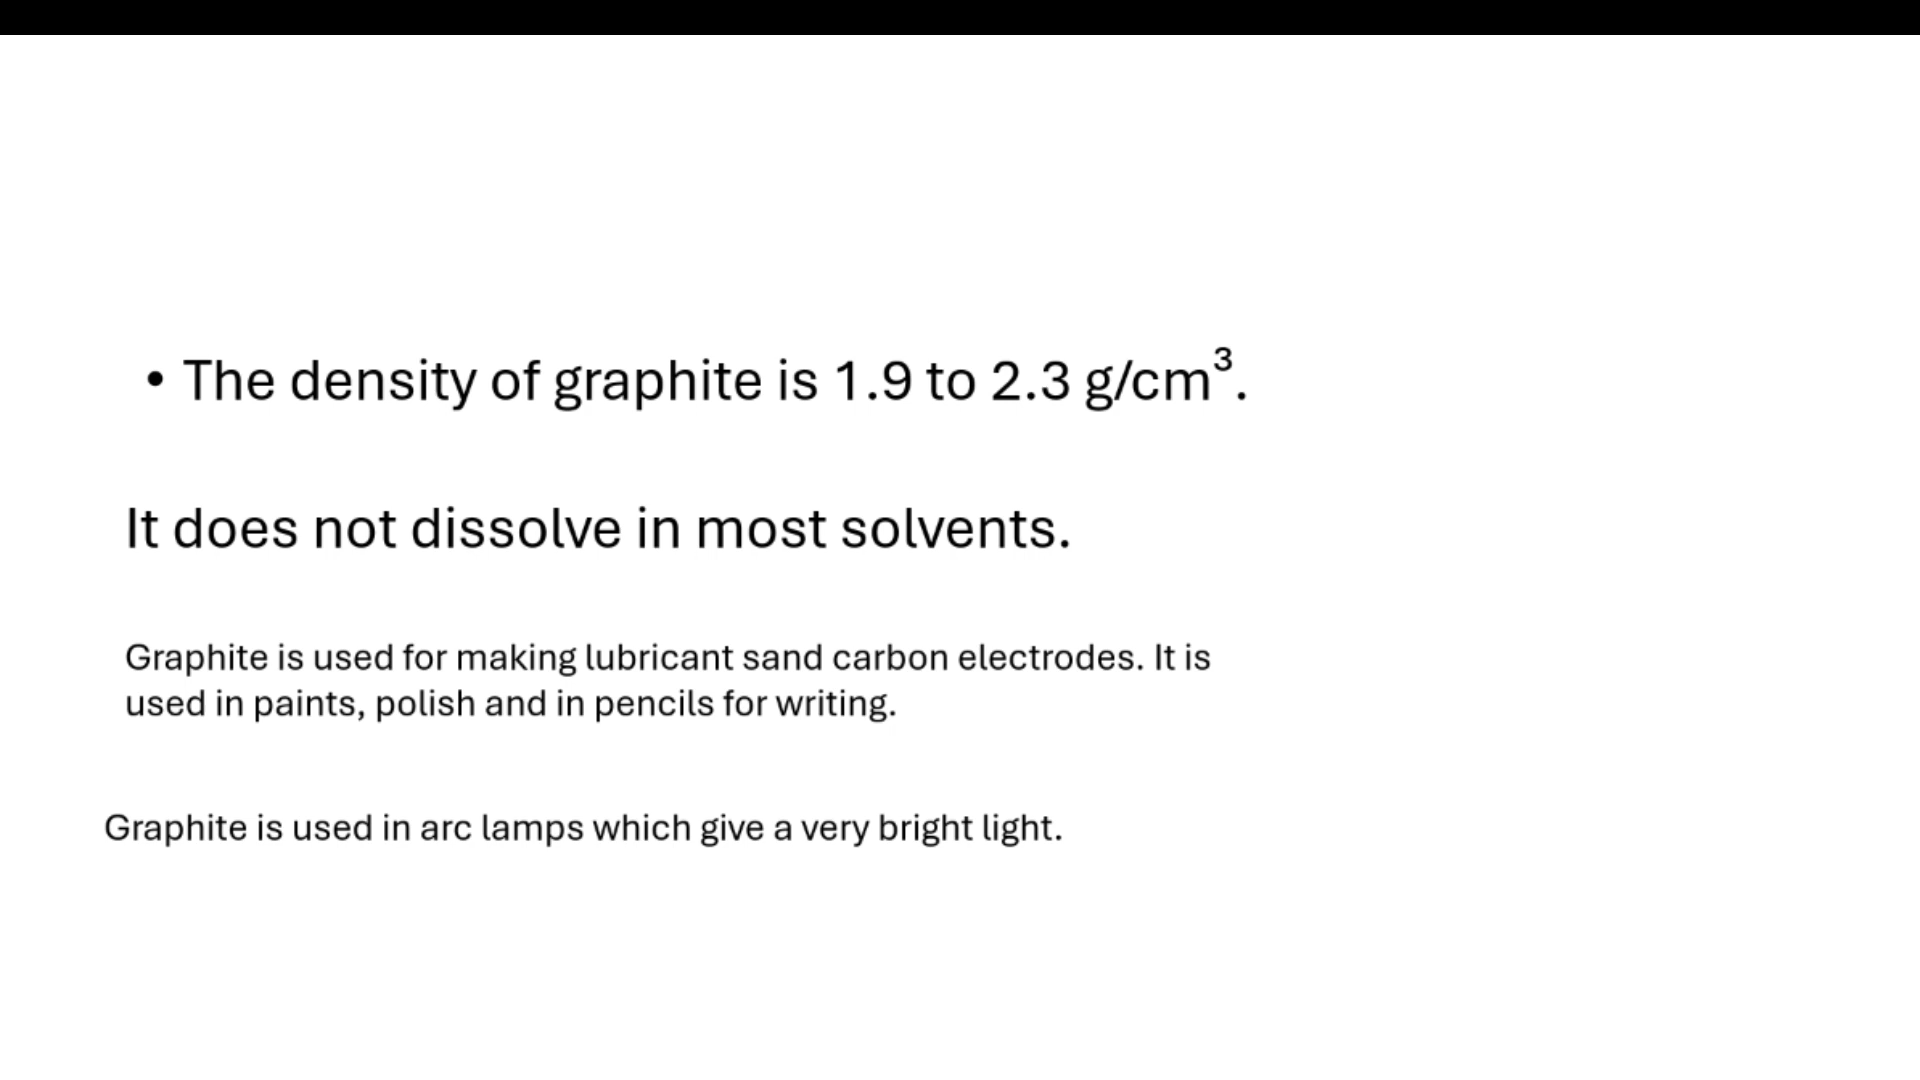 • The density of graphite is 1.9 to 2.3 g/cm³.
It does not dissolve in most solvents.
Graphite is used for making lubricant sand carbon electrodes. It is
used in paints, polish and in pencils for writing.
Graphite is used in arc lamps which give a very bright light.